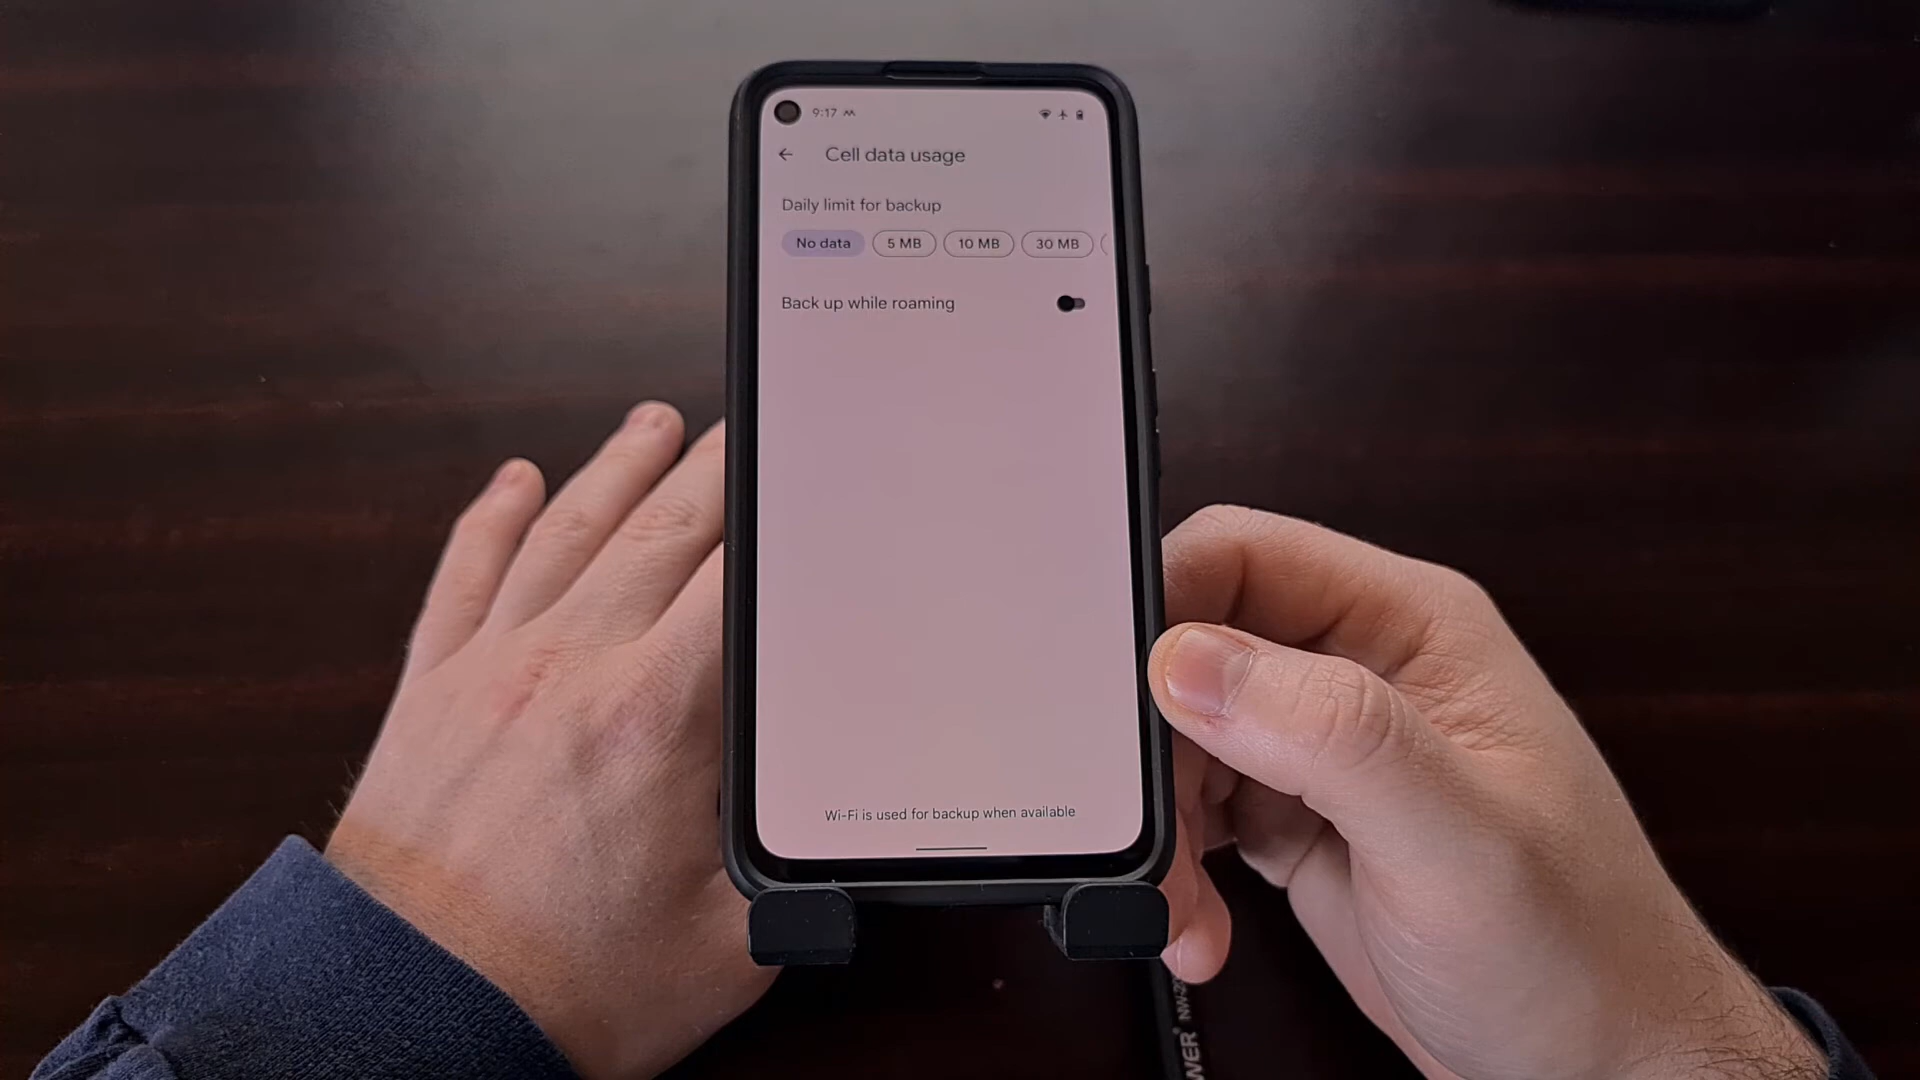 9:17
Cell data usage
Daily limit for backup
No data 5 MB 10 MB 30 MB
Back up while roaming
Wi-Fi is used for backup when available